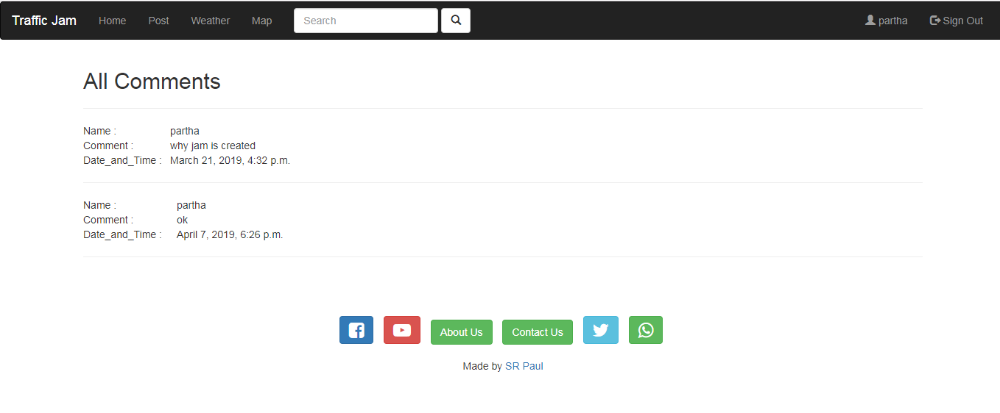 Traffic Jam Home Post Weather Map Search partha Sign Out
All Comments
Name : partha
Comment : why jam is created
Date_and_Time : March 21, 2019, 4:32 p.m.
Name : partha
Comment : ok
Date_and_Time : April 7, 2019, 6:26 p.m.
About Us Contact Us
Made by SR Paul